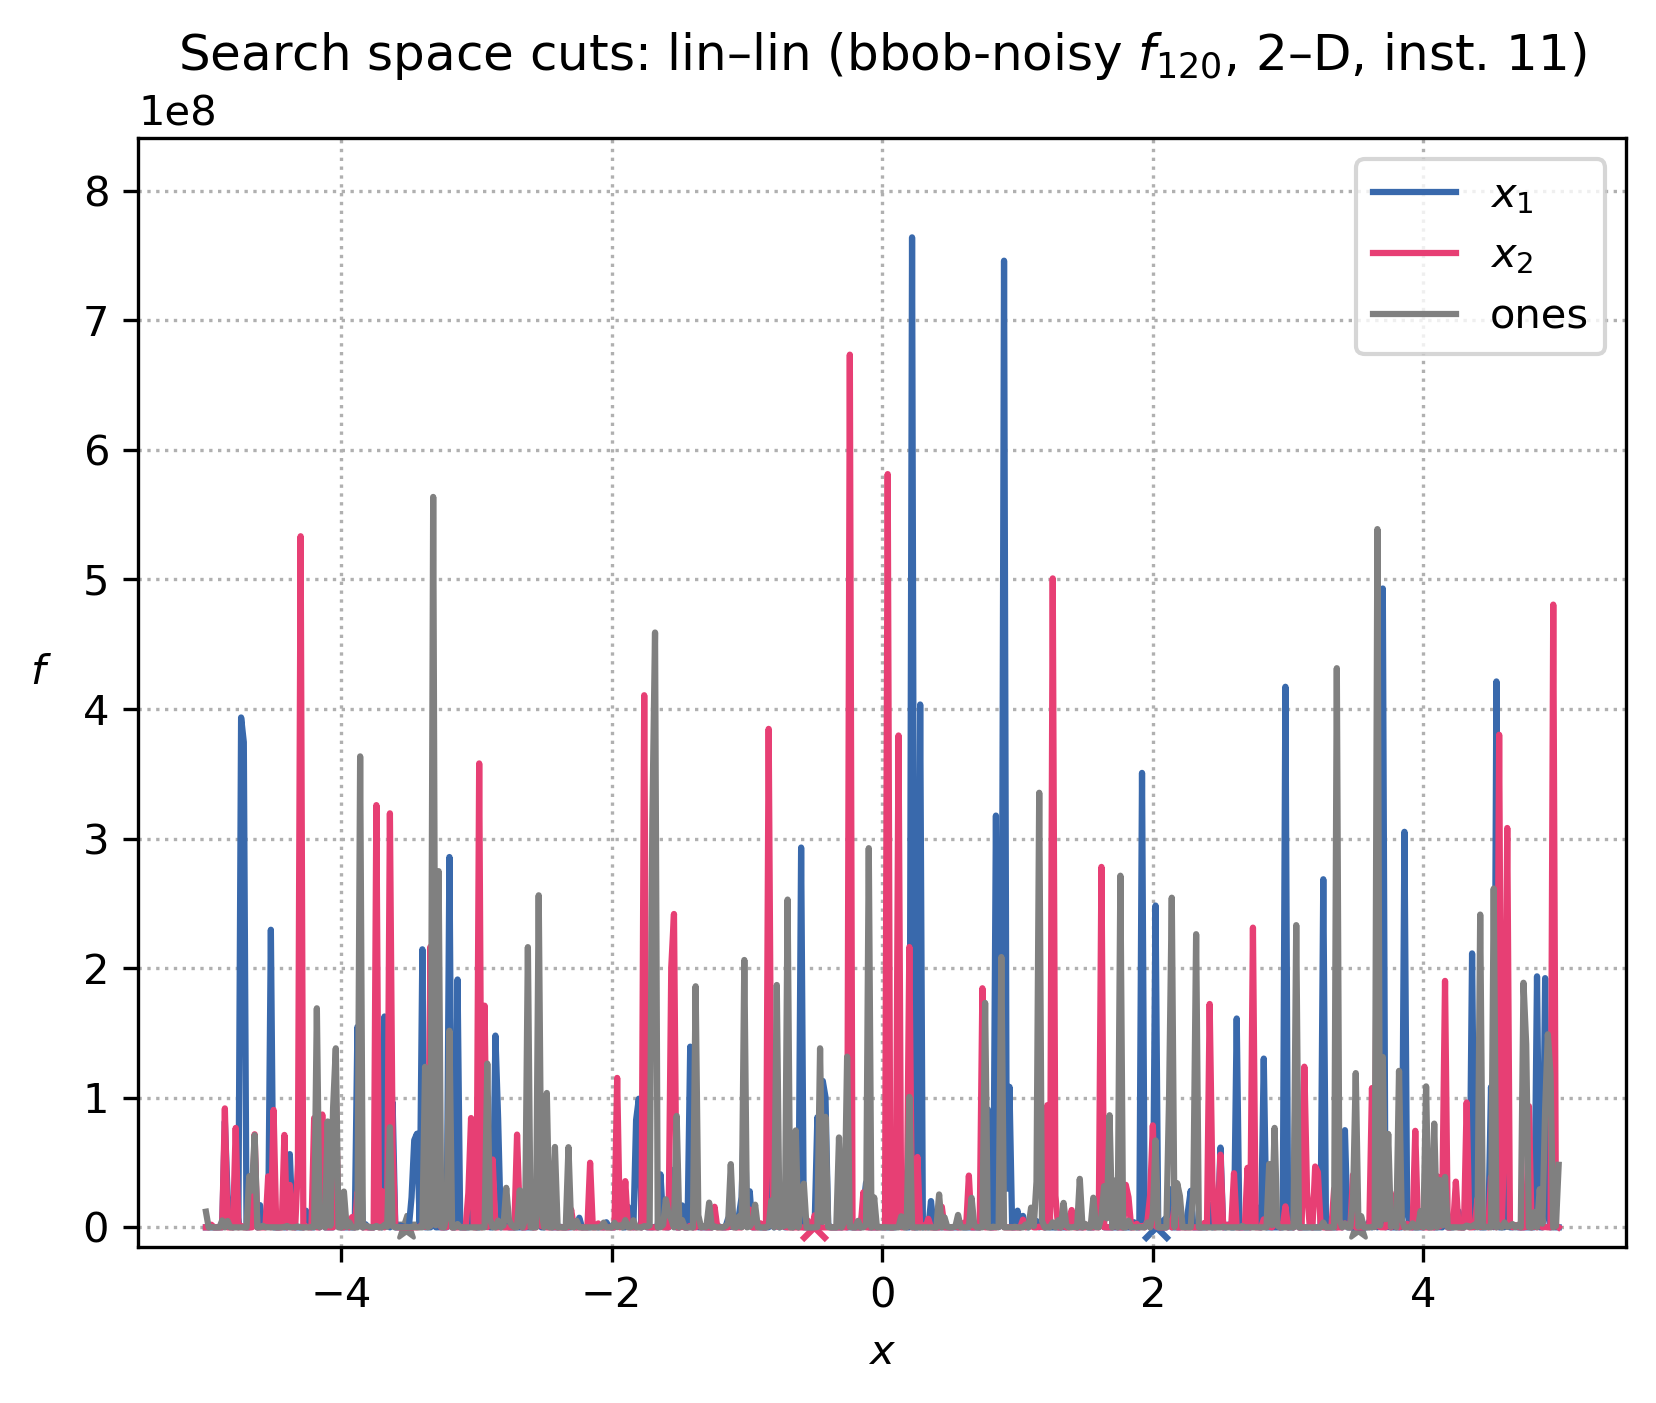 Search space cuts: lin–lin (bbob-noisy f₁₂₀, 2–D, inst. 11)
1e8
8
7
6
5
4
3
2
1
0
f
x₁
x₂
ones
−4
−2
0
2
4
x